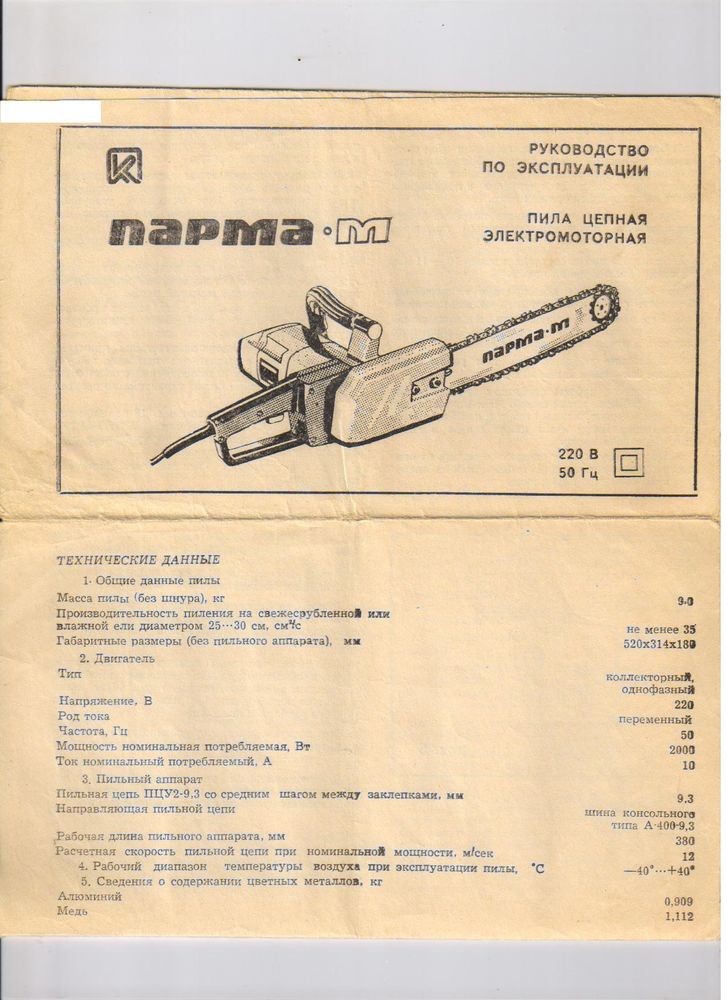 РУКОВОДСТВО
ПО ЭКСПЛУАТАЦИИ
ПАРМА·М
ПИЛА ЦЕПНАЯ
ЭЛЕКТРОМОТОРНАЯ
ПАРМА·М
220 В
50 Гц
ТЕХНИЧЕСКИЕ ДАННЫЕ
1. Общие данные пилы
Масса пилы (без шнура), кг 9.0
Производительность пиления на свежесрубленной или
влажной ели диаметром 25...30 см, см²/с не менее 35
Габаритные размеры (без пильного аппарата), мм 520х314х180
2. Двигатель
Тип коллекторный,
однофазный
Напряжение, В 220
Род тока переменный
Частота, Гц 50
Мощность номинальная потребляемая, Вт 2000
Ток номинальный потребляемый, А 10
3. Пильный аппарат
Пильная цепь ПЦУ2-9,3 со средним шагом между заклепками, мм 9,3
Направляющая пильной цепи шина консольного
типа А-400-9,3
Рабочая длина пильного аппарата, мм 380
Расчетная скорость пильной цепи при номинальной мощности, м/сек 12
4. Рабочий диапазон температуры воздуха при эксплуатации пилы, °С —40°...+40°
5. Сведения о содержании цветных металлов, кг
Алюминий 0,909
Медь 1,112